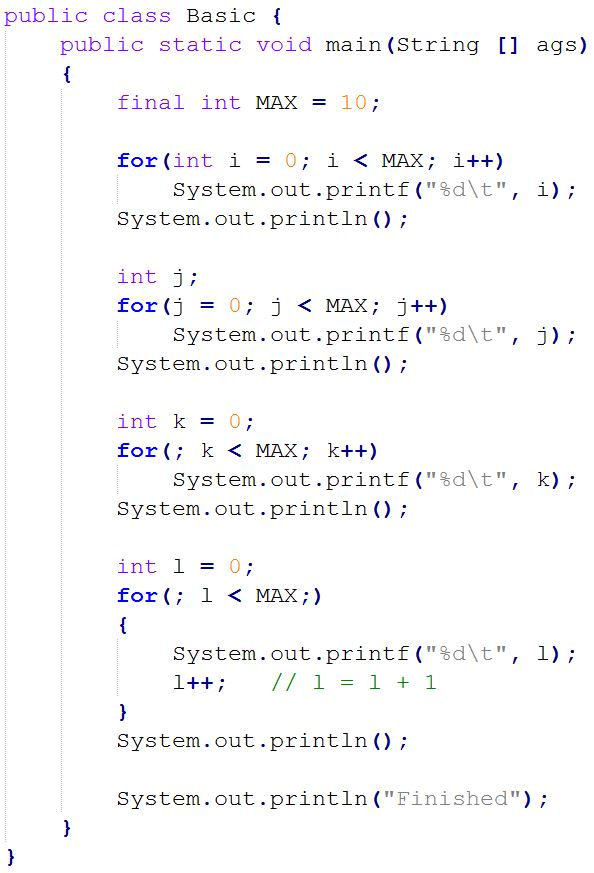 public class Basic {
    public static void main(String [] ags)
    {
        final int MAX = 10;

        for(int i = 0; i < MAX; i++)
            System.out.printf("%d\t", i);
        System.out.println();

        int j;
        for(j = 0; j < MAX; j++)
            System.out.printf("%d\t", j);
        System.out.println();

        int k = 0;
        for(; k < MAX; k++)
            System.out.printf("%d\t", k);
        System.out.println();

        int l = 0;
        for(; l < MAX;)
        {
            System.out.printf("%d\t", l);
            l++;   // l = l + 1
        }
        System.out.println();

        System.out.println("Finished");
    }
}